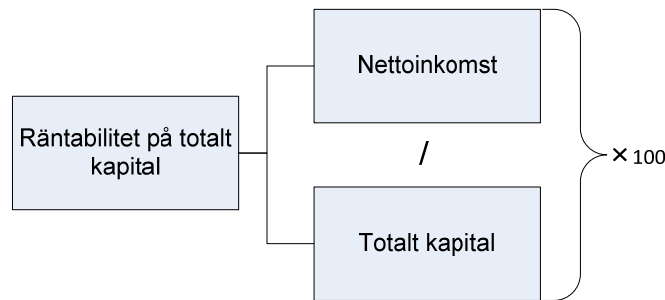 Nettoinkomst
Räntabilitet på totalt
kapital
/
× 100
Totalt kapital